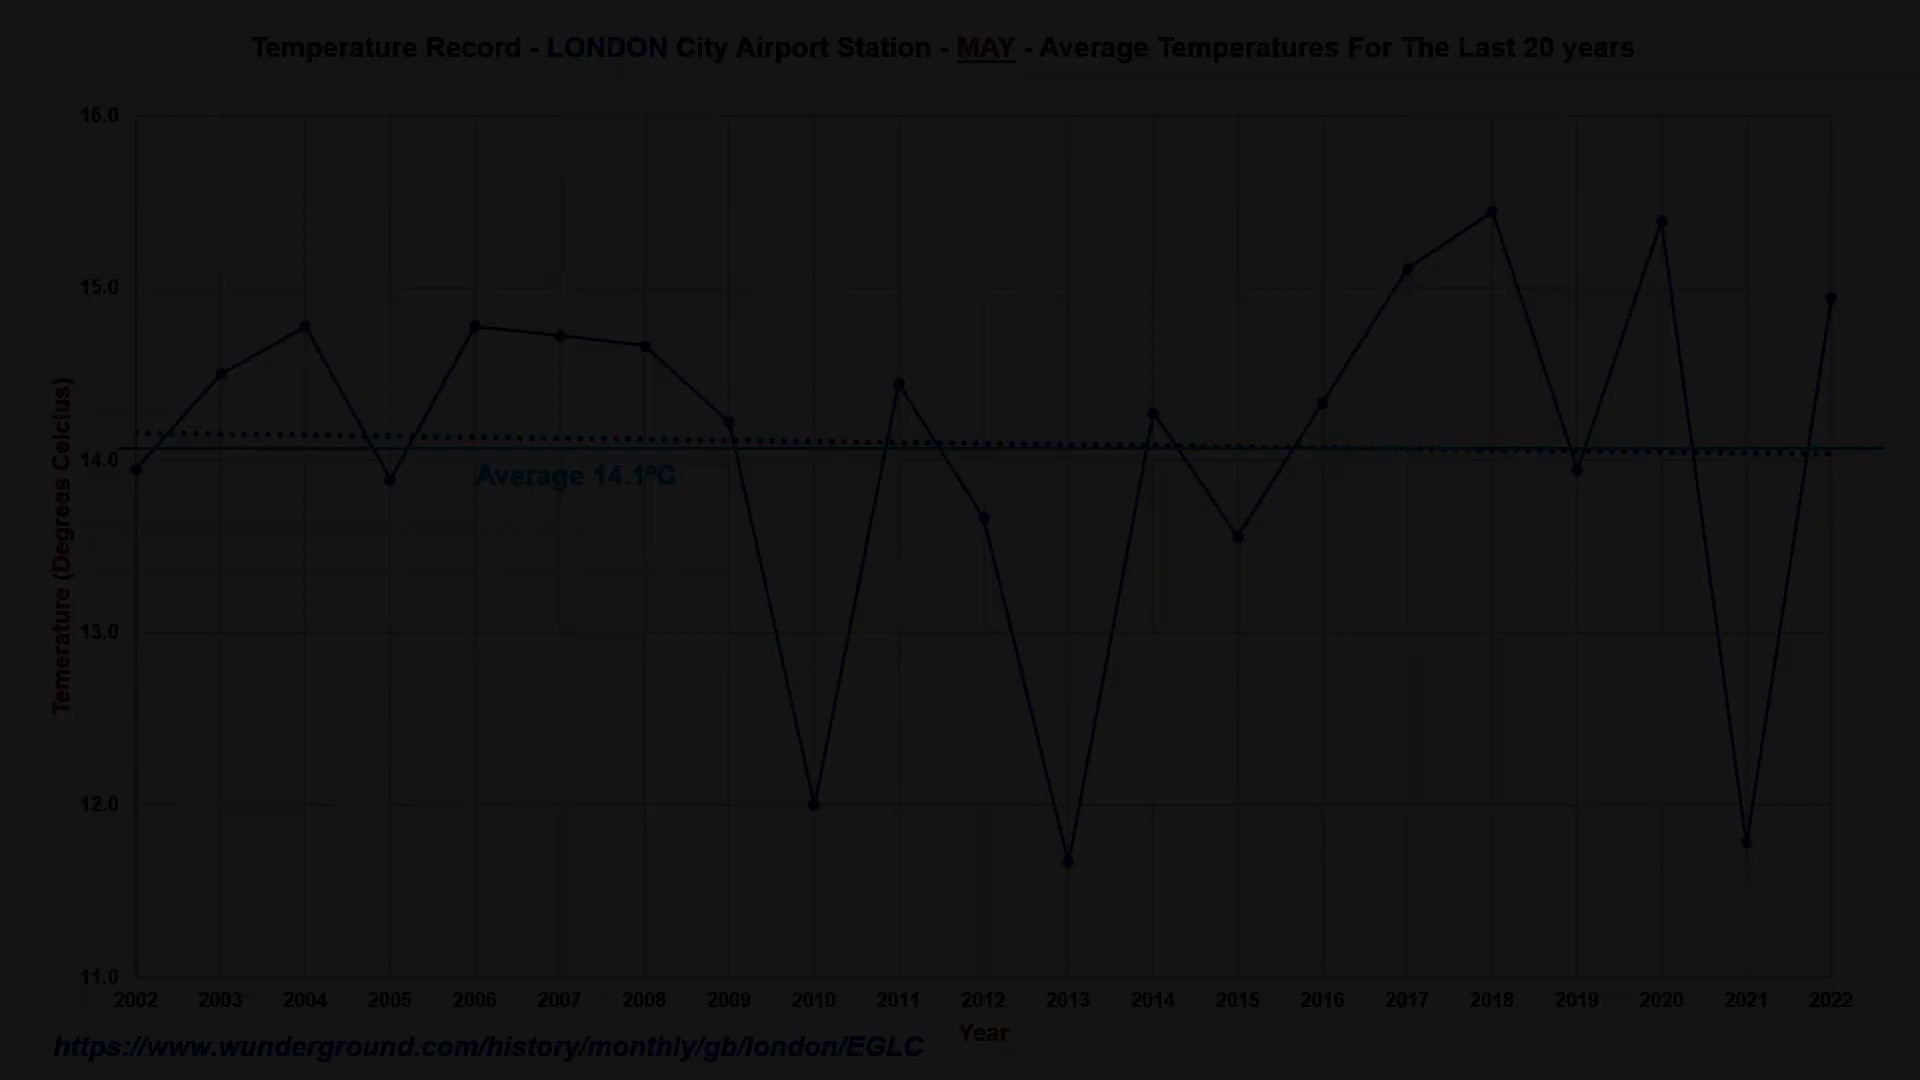 Temperature Record - LONDON City Airport Station - MAY - Average Temperatures For The Last 20 years
16.0
15.0
14.0
13.0
12.0
11.0
Temerature (Degrees Celcius)
Average 14.1ºC
2002 2003 2004 2005 2006 2007 2008 2009 2010 2011 2012 2013 2014 2015 2016 2017 2018 2019 2020 2021 2022
Year
https://www.wunderground.com/history/monthly/gb/london/EGLC